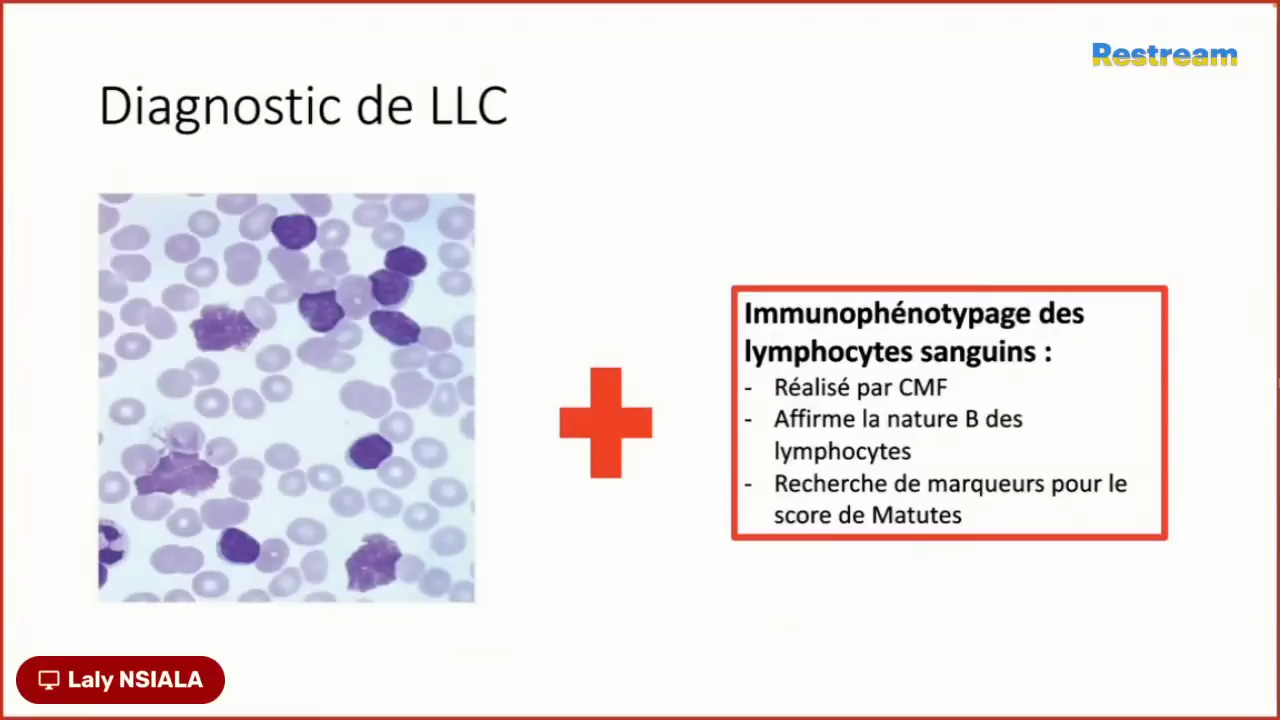 Restream
Diagnostic de LLC
Immunophénotypage des
lymphocytes sanguins :
- Réalisé par CMF
- Affirme la nature B des
lymphocytes
- Recherche de marqueurs pour le
score de Matutes
Laly NSIALA